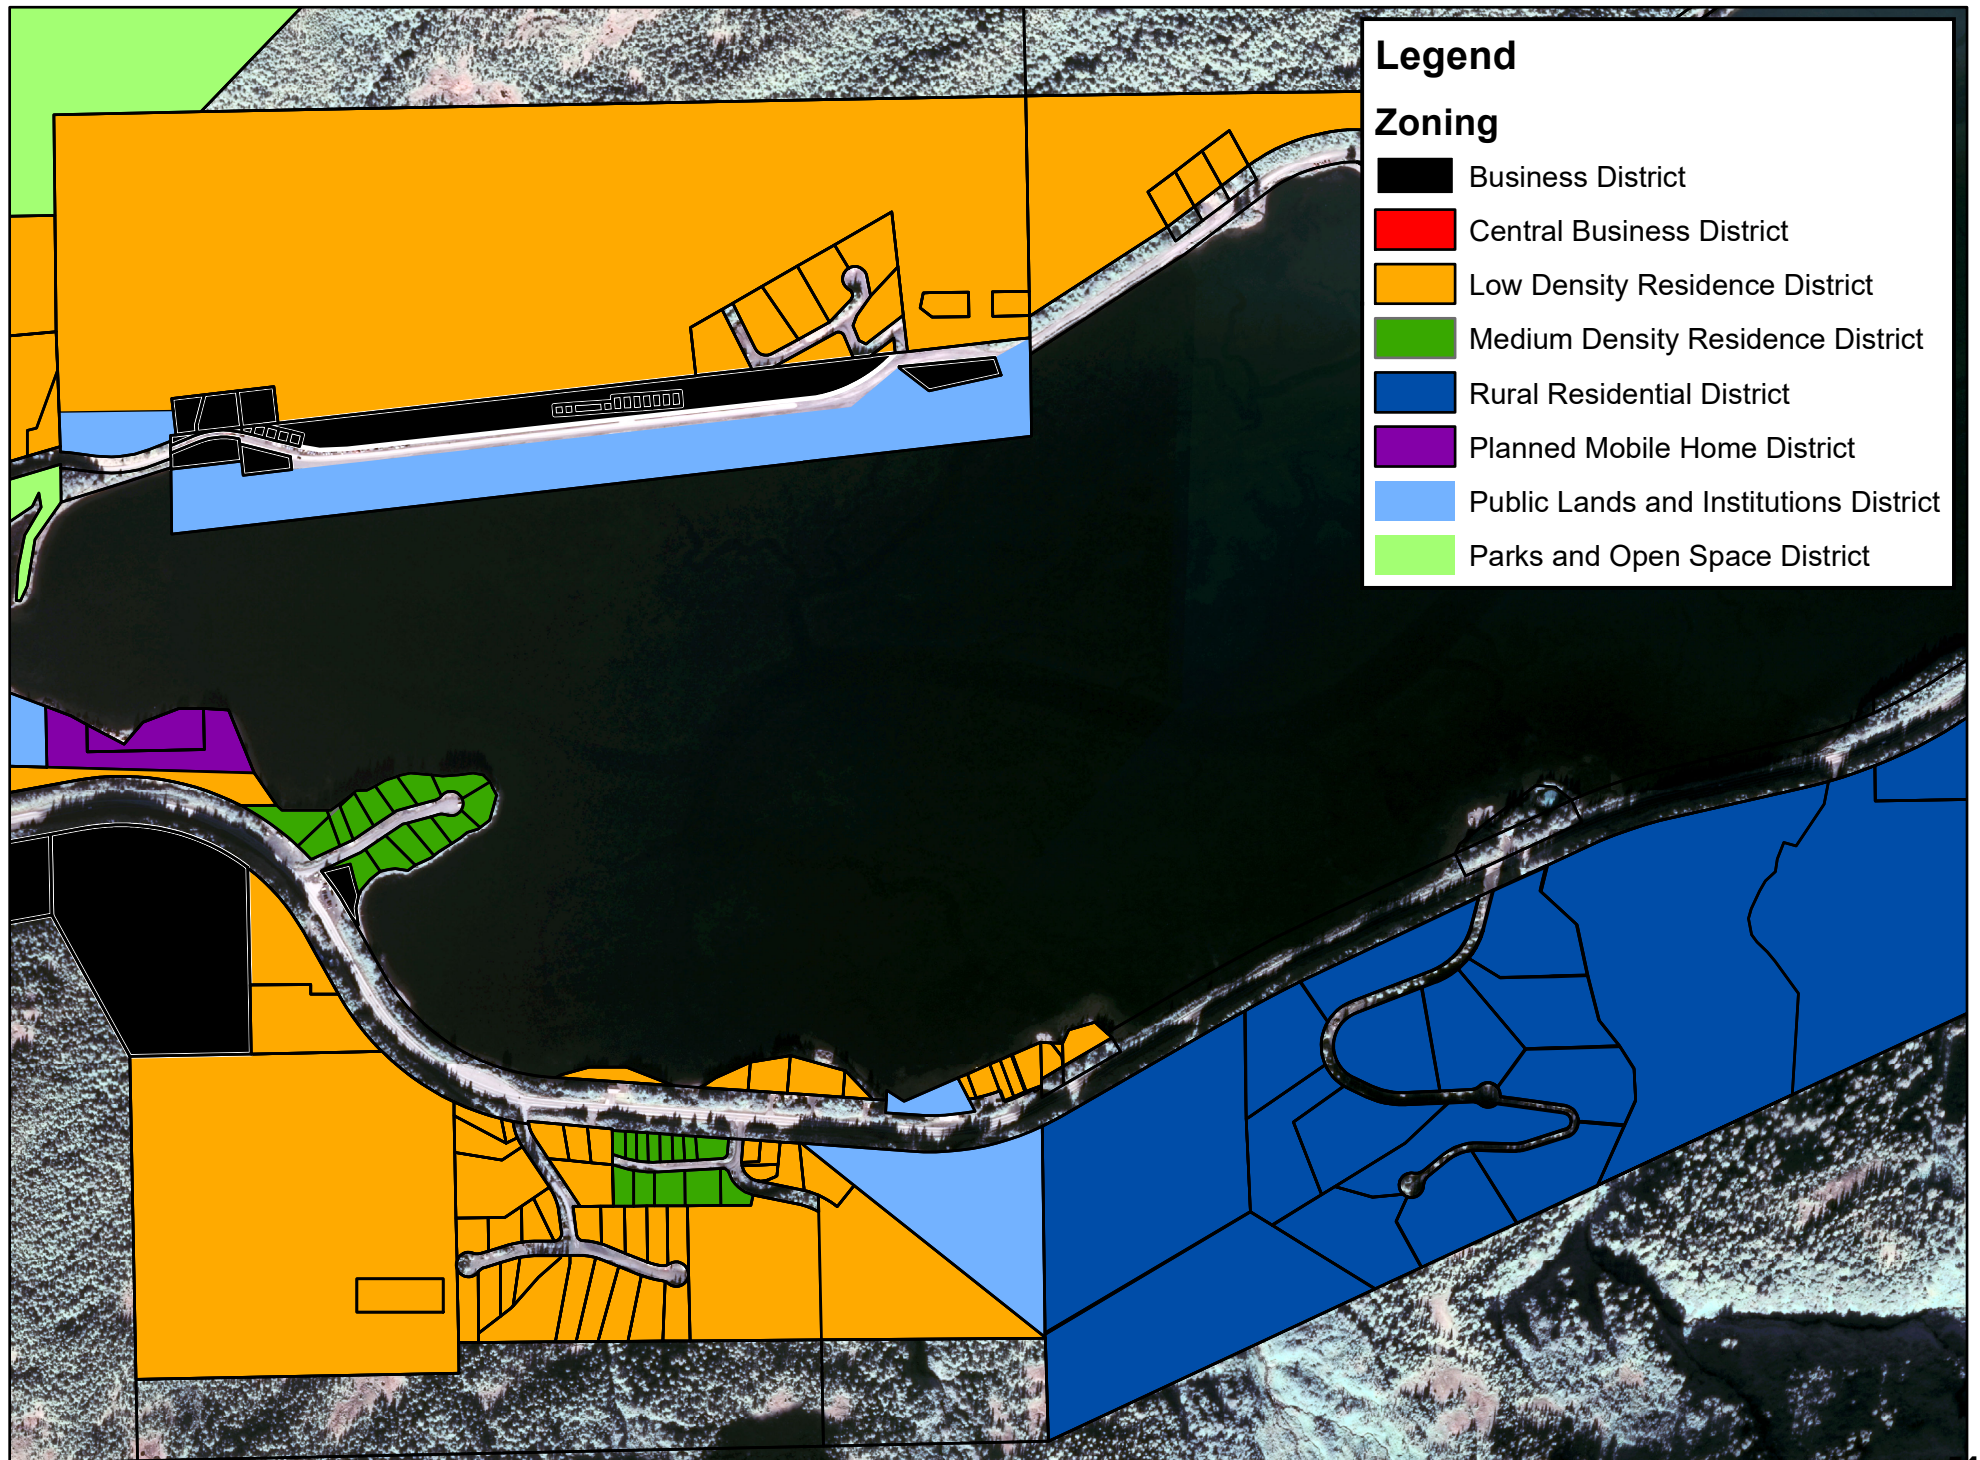 Legend
Zoning
Business District
Central Business District
Low Density Residence District
Medium Density Residence District
Rural Residential District
Planned Mobile Home District
Public Lands and Institutions District
Parks and Open Space District